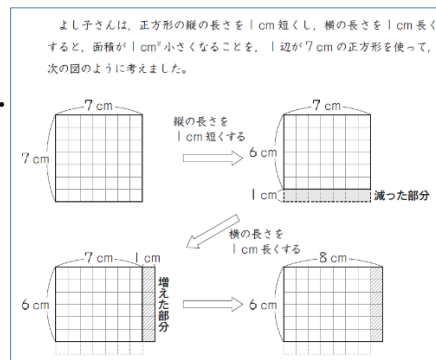 よし子さんは，正方形の縦の長さを1cm短くし，横の長さを1cm長く
すると，面積が1cm²小さくなることを，1辺が7cmの正方形を使って，
次の図のように考えました。
7cm
7cm
縦の長さを
1cm短くする
7cm
6cm
1cm
減った部分
横の長さを
1cm長くする
7cm
1cm
6cm
増えた部分
8cm
6cm